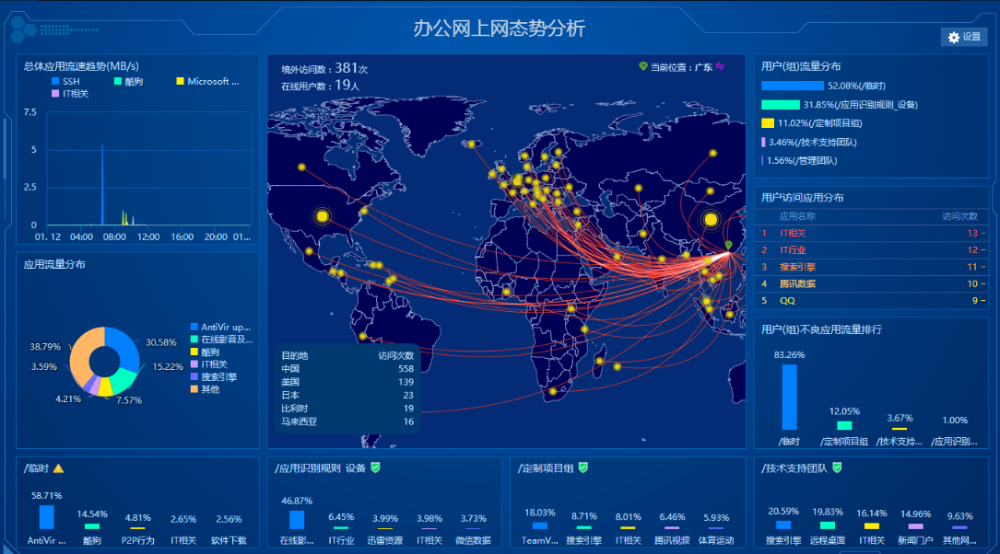 办公网上网态势分析
设置
总体应用流速趋势(MB/s)
SSH 酷狗 Microsoft ...
IT相关
7.5
5
2.5
0
01. 12 04:00 08:00 12:00 16:00 20:00 01...
应用流量分布
38.79%
3.59%
4.21%
7.57%
15.22%
30.58%
AntiVir up...
在线影音及...
酷狗
IT相关
搜索引擎
其他
境外访问数：381次
在线用户数：19人
当前位置：广东
目的地 访问次数
中国 558
美国 139
日本 23
比利时 19
马来西亚 16
用户(组)流量分布
52.08%(/临时)
31.85%(/应用识别规则_设备)
11.02%(/定制项目组)
3.46%(/技术支持团队)
1.56%(/管理团队)
用户访问应用分布
应用名称 访问次数
1 IT相关 13 −
2 IT行业 12 −
3 搜索引擎 11 −
4 腾讯数据 10 −
5 QQ 9 −
用户(组)不良应用流量排行
83.26% 12.05% 3.67% 1.00%
/临时 /定制项目组 /技术支持... /应用识别...
/临时
58.71% 14.54% 4.81% 2.65% 2.56%
AntiVir ... 酷狗 P2P行为 IT相关 软件下载
/应用识别规则 设备
46.87% 6.45% 3.99% 3.98% 3.73%
在线影... IT行业 迅雷资源 IT相关 微信数据
/定制项目组
18.03% 8.71% 8.01% 6.46% 5.93%
TeamV... 搜索引擎 IT相关 腾讯视频 体育运动
/技术支持团队
20.59% 19.83% 16.14% 14.96% 9.63%
搜索引擎 远程桌面 IT相关 新闻门户 其他网...